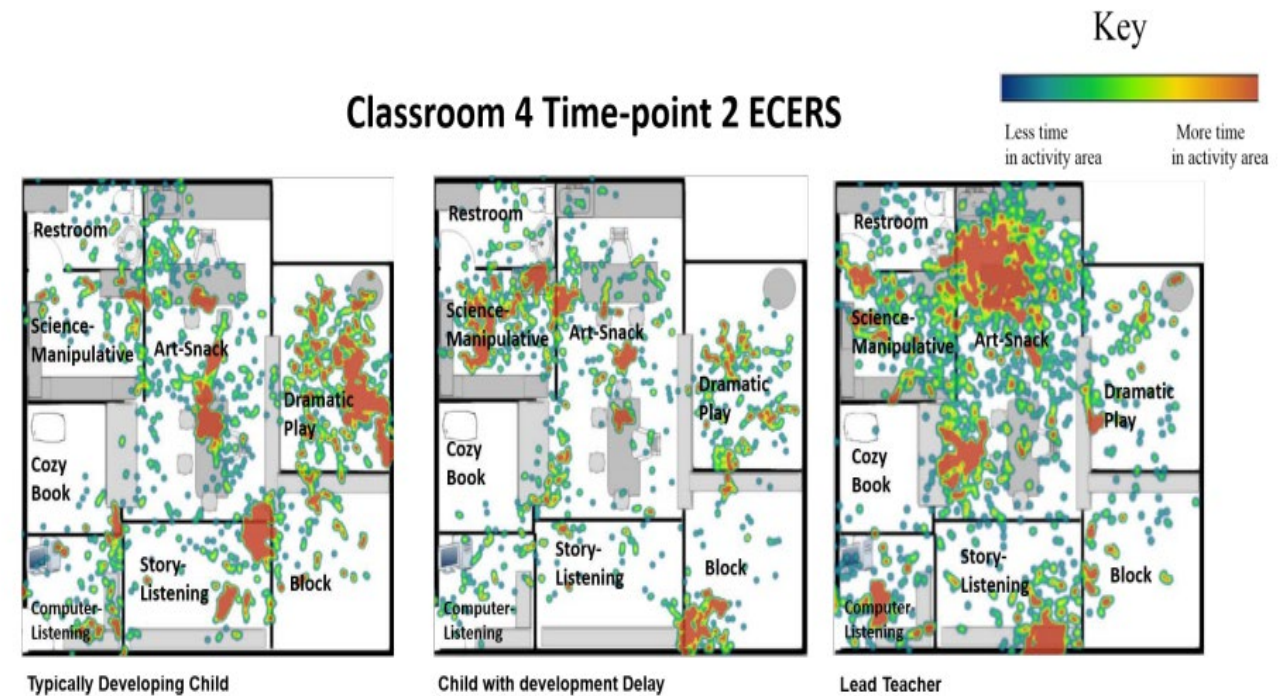 Key
Less time
in activity area
More time
in activity area
Classroom 4 Time-point 2 ECERS
Restroom
Science-
Manipulative
Art-Snack
Dramatic
Play
Cozy
Book
Story-
Listening
Block
Computer-
Listening
Typically Developing Child
Restroom
Science-
Manipulative
Art-Snack
Dramatic
Play
Cozy
Book
Story-
Listening
Block
Computer-
Listening
Child with development Delay
Restroom
Science-
Manipulative
Art-Snack
Dramatic
Play
Cozy
Book
Story-
Listening
Block
Computer-
Listening
Lead Teacher